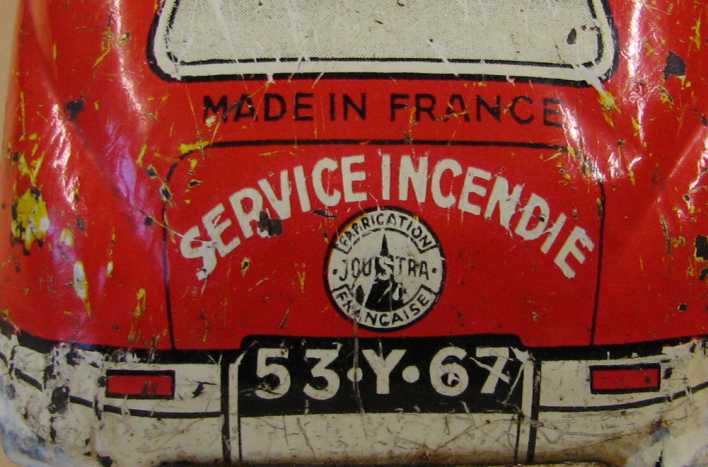 MADE IN FRANCE
SERVICE INCENDIE
FABRICATION
JOUSTRA
FRANÇAISE
53·Y·67